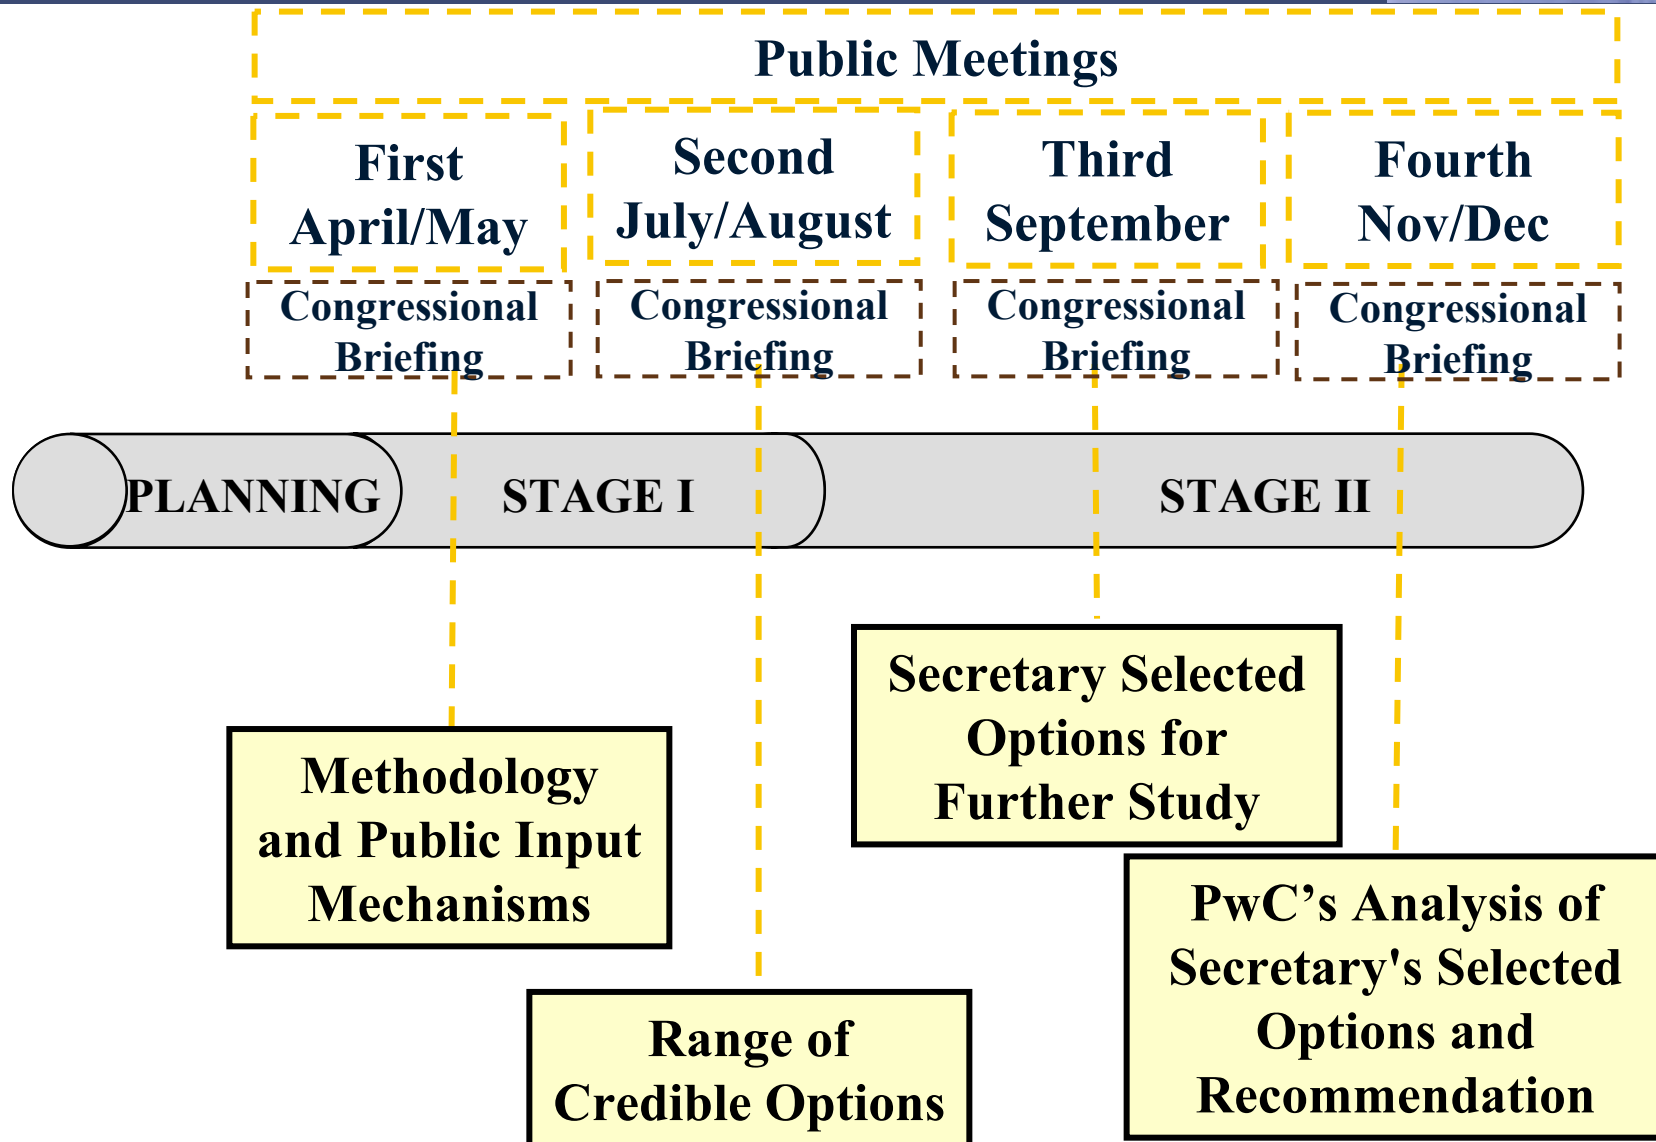 Public Meetings
First
April/May
Second
July/August
Third
September
Fourth
Nov/Dec
Congressional
Briefing
Congressional
Briefing
Congressional
Briefing
Congressional
Briefing
PLANNING
STAGE I
STAGE II
Secretary Selected
Options for
Further Study
Methodology
and Public Input
Mechanisms
PwC’s Analysis of
Secretary's Selected
Options and
Recommendation
Range of
Credible Options